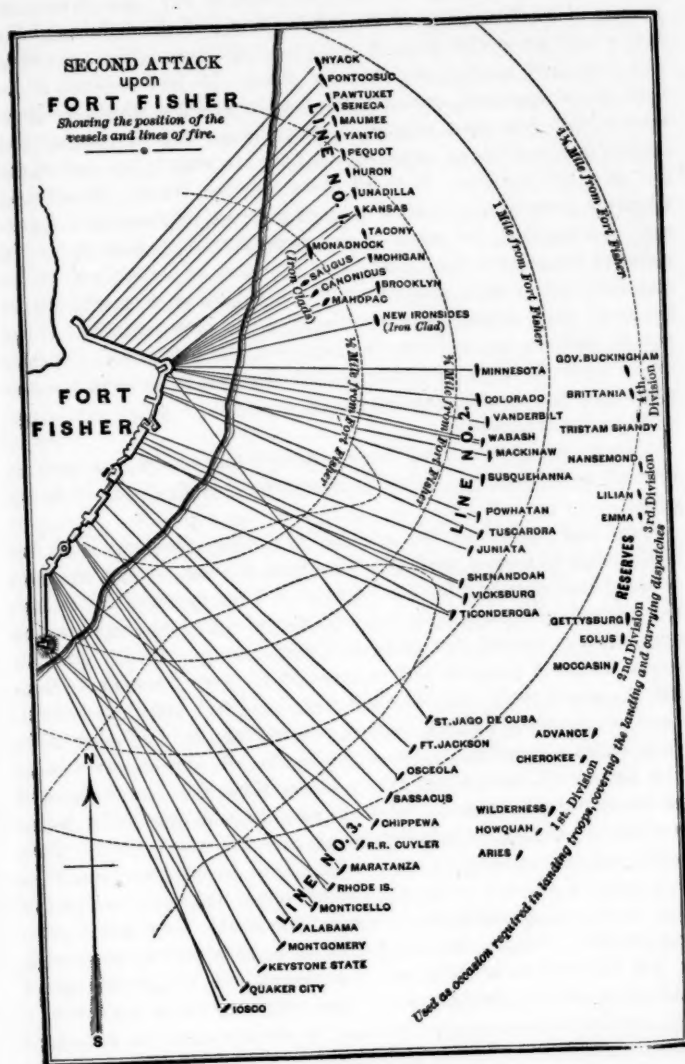 SECOND ATTACK
upon
FORT FISHER
Showing the position of the
vessels and lines of fire.
NYACK
PONTOOSUC
PAWTUXET
SENECA
MAUMEE
YANTIC
PEQUOT
HURON
UNADILLA
KANSAS
TACONY
LINE NO. 1.
MONADNOCK
MOHIGAN
SAUGUS
CANONICUS
BROOKLYN
MAHOPAC
(Iron Clads)
NEW IRONSIDES
(Iron Clad)
1 Mile from Fort Fisher
¾ Mile from Fort Fisher
½ Mile from Fort Fisher
FORT
FISHER
MINNESOTA
COLORADO
VANDERBILT
WABASH
MACKINAW
SUSQUEHANNA
POWHATAN
TUSCARORA
JUNIATA
SHENANDOAH
VICKSBURG
TICONDEROGA
LINE NO. 2.
GOV. BUCKINGHAM
BRITTANIA
TRISTAM SHANDY
4th. Division
NANSEMOND
LILIAN
EMMA
3rd. Division
RESERVES
GETTYSBURG
EOLUS
MOCCASIN
2nd. Division
ST. JAGO DE CUBA
FT. JACKSON
OSCEOLA
SASSACUS
CHIPPEWA
R.R. CUYLER
MARATANZA
RHODE IS.
MONTICELLO
ALABAMA
MONTGOMERY
KEYSTONE STATE
QUAKER CITY
IOSCO
LINE NO. 3.
ADVANCE
CHEROKEE
WILDERNESS
HOWQUAH
ARIES
1st. Division
Used as occasion required in landing troops, covering the landing and carrying dispatches
N
S